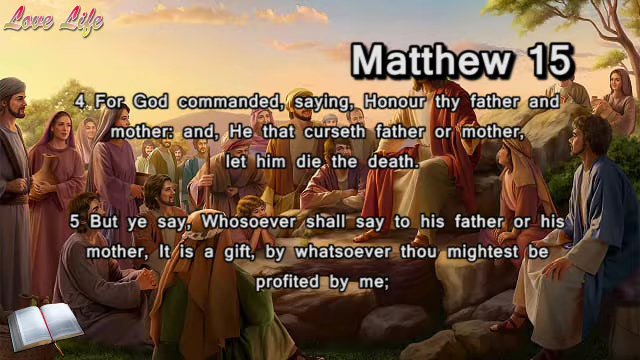 Love Life
Matthew 15
4 For God commanded, saying, Honour thy father and
mother: and, He that curseth father or mother,
let him die the death.
5 But ye say, Whosoever shall say to his father or his
mother, It is a gift, by whatsoever thou mightest be
profited by me;